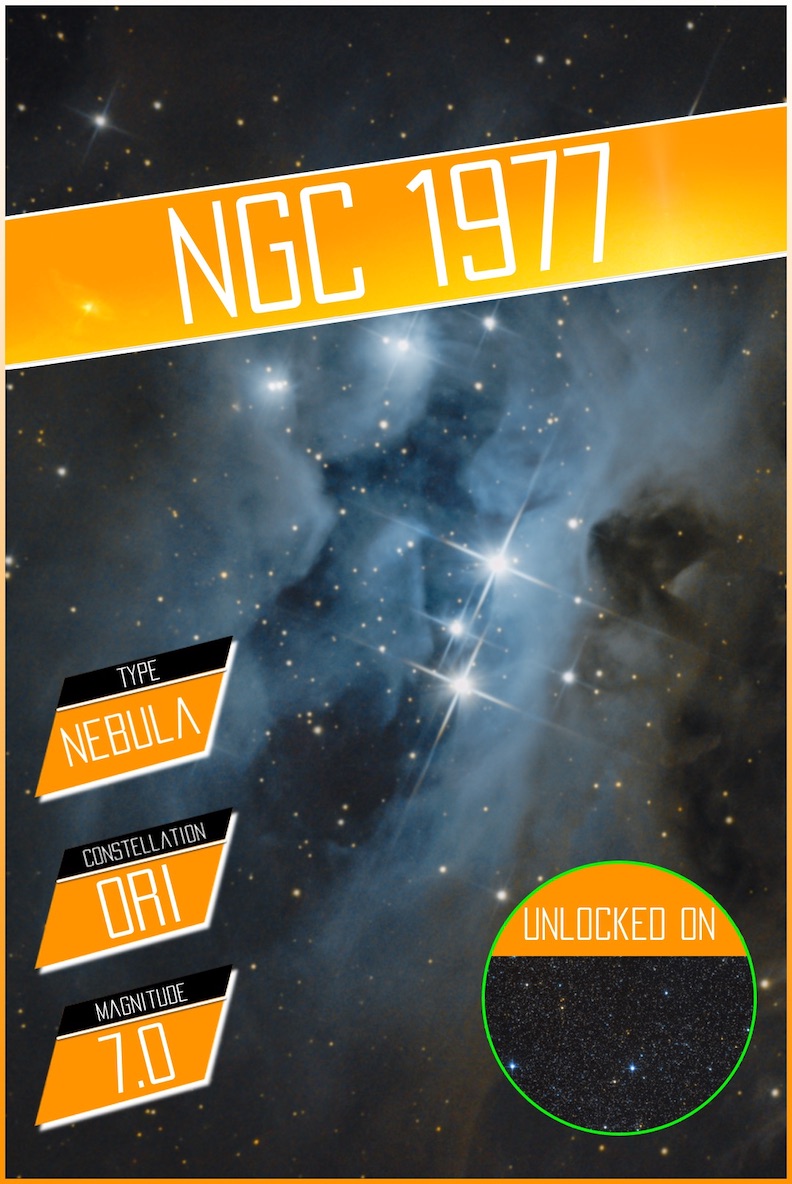 NGC 1977
TYPE
NEBULA
CONSTELLATION
ORI
MAGNITUDE
7.0
UNLOCKED ON